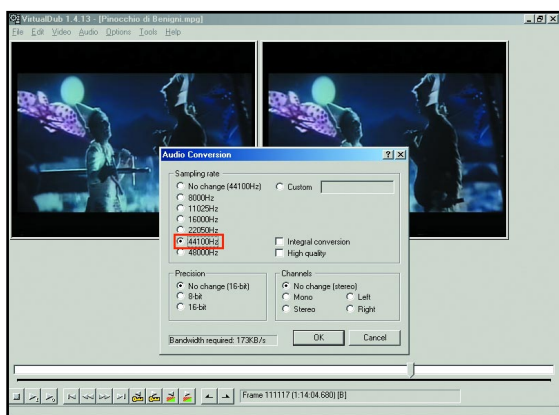 VirtualDub 1.4.13 - [Pinocchio di Benigni.mpg]
File Edit Video Audio Options Tools Help
Audio Conversion
Sampling rate
No change (44100Hz) Custom
8000Hz
11025Hz
16000Hz
22050Hz
44100Hz Integral conversion
48000Hz High quality
Precision Channels
No change (16-bit) No change (stereo)
8-bit Mono Left
16-bit Stereo Right
Bandwidth required: 173KB/s OK Cancel
Frame 111117 (1:14:04.680) [B]